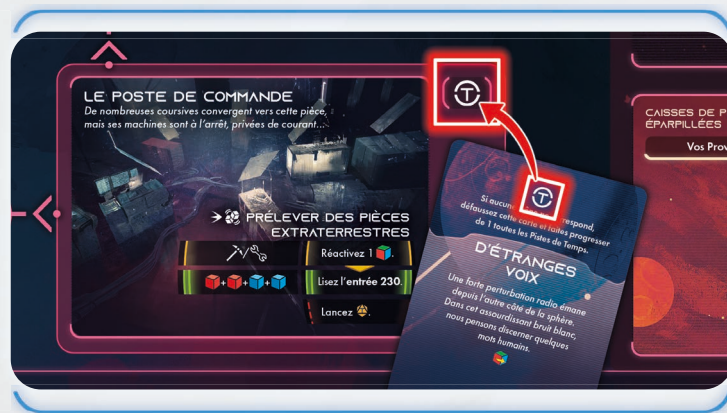 LE POSTE DE COMMANDE
De nombreuses coursives convergent vers cette pièce,
mais ses machines sont à l'arrêt, privées de courant…
PRÉLEVER DES PIÈCES
EXTRATERRESTRES
Réactivez 1 .
+ + +
Lisez l'entrée 230.
Lancez .
T
T
Si aucun
respond,
défaussez cette carte et faites progresser
de 1 toutes les Pistes de Temps.
D'ÉTRANGES
VOIX
Une forte perturbation radio émane
depuis l'autre côté de la sphère.
Dans cet assourdissant bruit blanc,
nous pensons discerner quelques
mots humains.
CAISSES DE P
ÉPARPILLÉES
Vos Prov